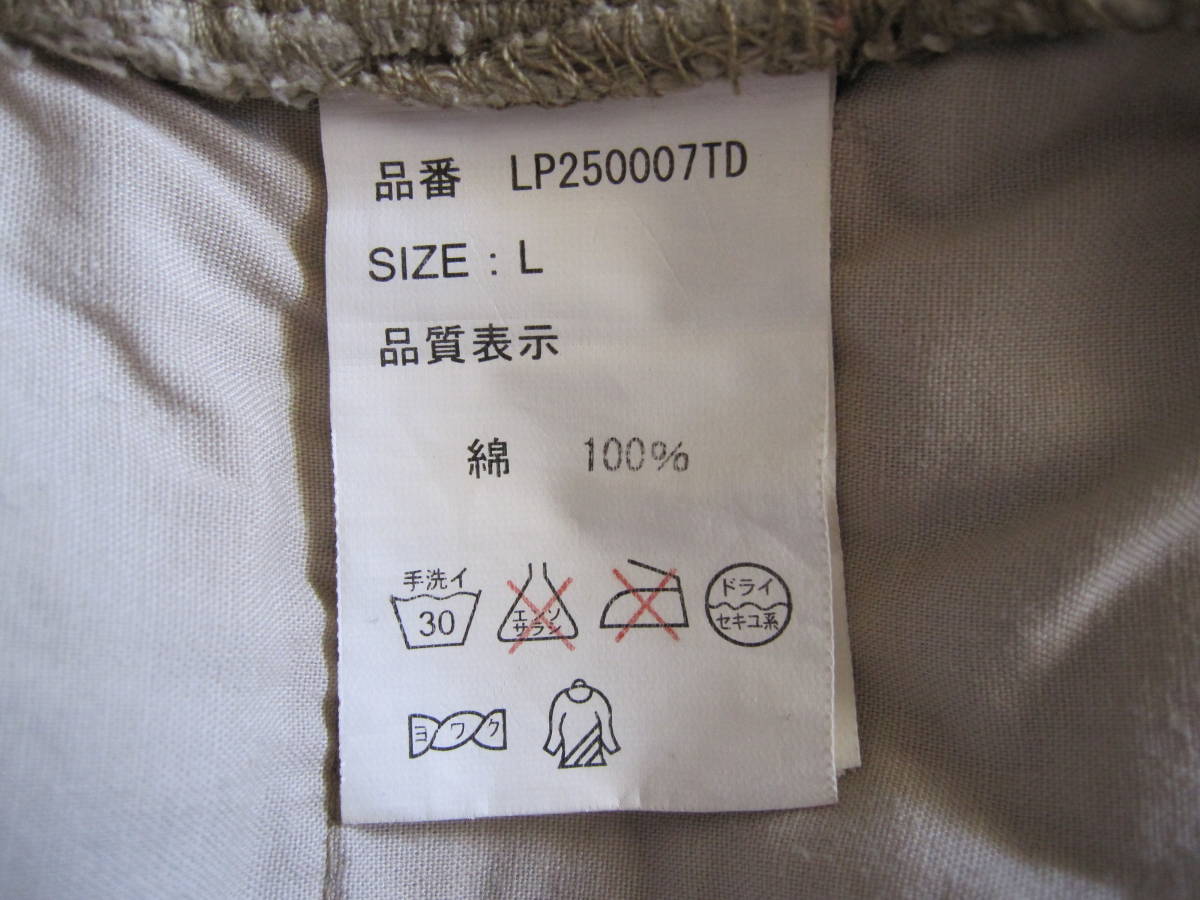 品番 LP250007TD
SIZE : L
品質表示
綿 100%
手洗イ
30
エンソ
サラシ
ドライ
セキユ系
ヨワク